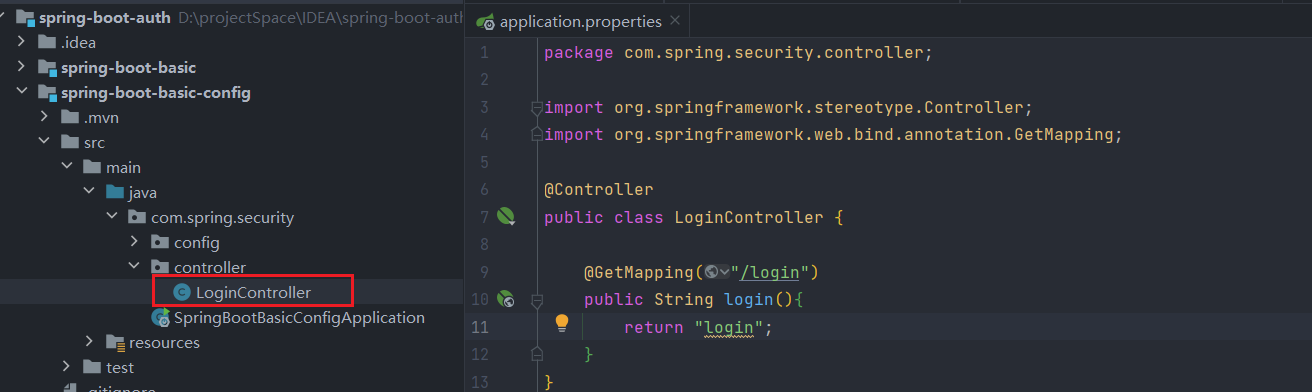 spring-boot-auth D:\projectSpace\IDEA\spring-boot-auth
.idea
spring-boot-basic
spring-boot-basic-config
.mvn
src
main
java
com.spring.security
config
controller
LoginController
SpringBootBasicConfigApplication
resources
test
.gitignore
application.properties
1 package com.spring.security.controller;
2
3 import org.springframework.stereotype.Controller;
4 import org.springframework.web.bind.annotation.GetMapping;
5
6 @Controller
7 public class LoginController {
8
9 @GetMapping("/login")
10 public String login(){
11 return "login";
12 }
13 }